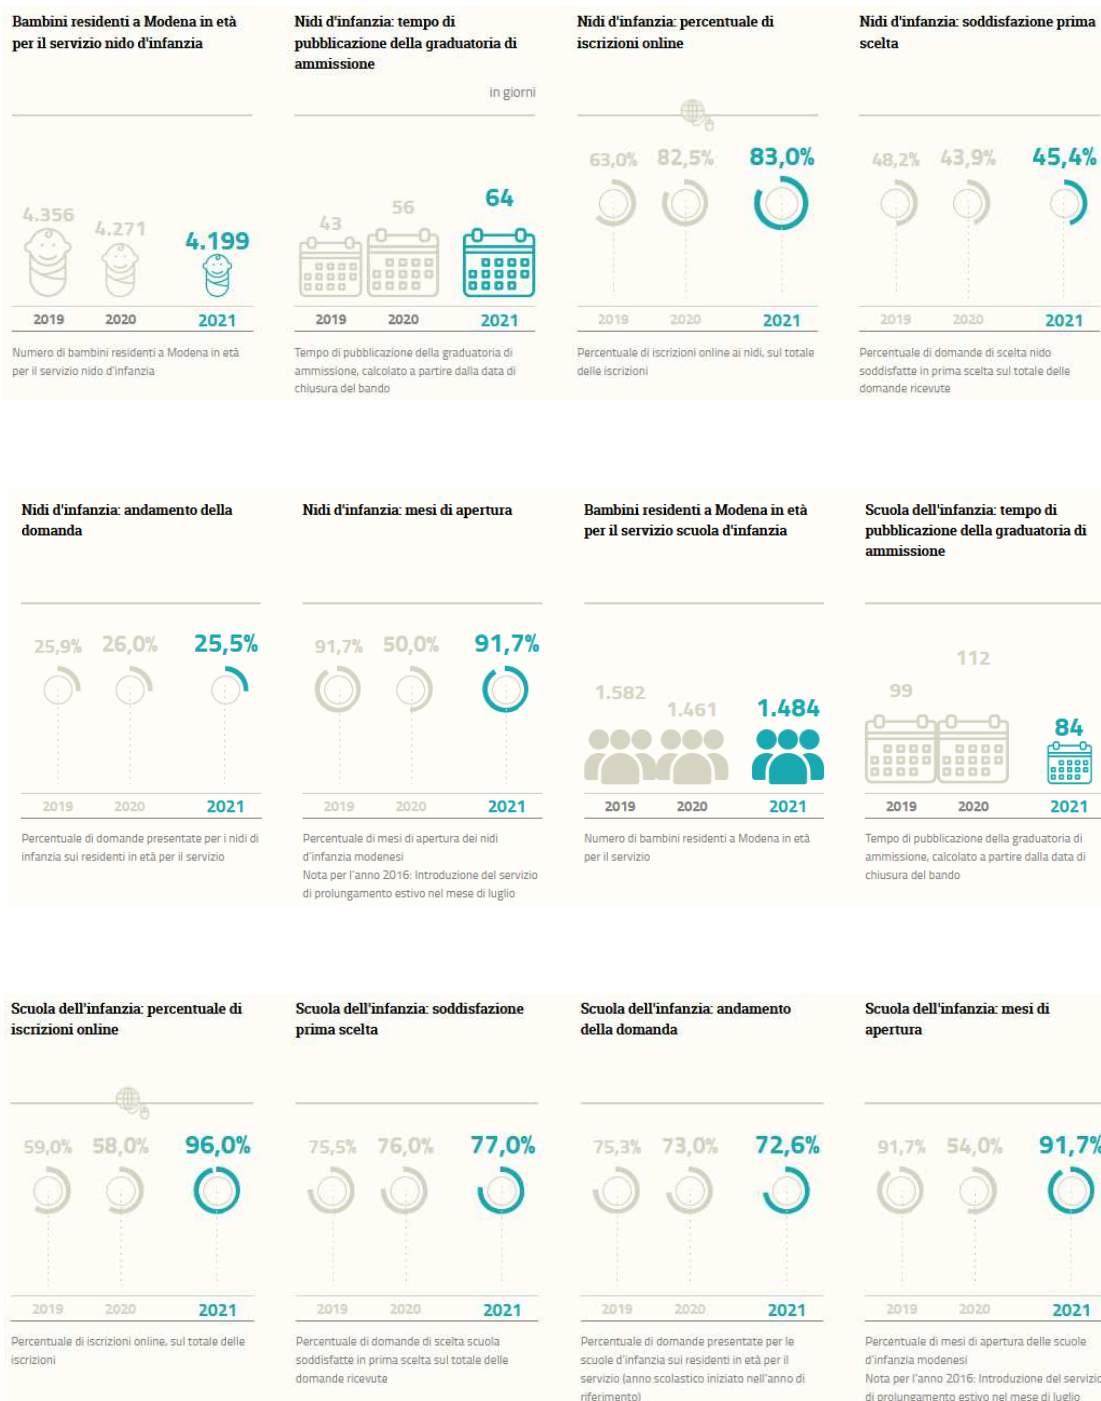 Bambini residenti a Modena in età
per il servizio nido d'infanzia
4.356
4.271
4.199
2019 2020 2021
Numero di bambini residenti a Modena in età
per il servizio nido d'infanzia
Nidi d'infanzia: tempo di
pubblicazione della graduatoria di
ammissione
in giorni
43
56
64
2019 2020 2021
Tempo di pubblicazione della graduatoria di
ammissione, calcolato a partire dalla data di
chiusura del bando
Nidi d'infanzia: percentuale di
iscrizioni online
63,0% 82,5% 83,0%
2019 2020 2021
Percentuale di iscrizioni online ai nidi, sul totale
delle iscrizioni
Nidi d'infanzia: soddisfazione prima
scelta
48,2% 43,9% 45,4%
2019 2020 2021
Percentuale di domande di scelta nido
soddisfatte in prima scelta sul totale delle
domande ricevute
Nidi d'infanzia: andamento della
domanda
25,9% 26,0% 25,5%
2019 2020 2021
Percentuale di domande presentate per i nidi di
infanzia sui residenti in età per il servizio
Nidi d'infanzia: mesi di apertura
91,7% 50,0% 91,7%
2019 2020 2021
Percentuale di mesi di apertura dei nidi
d'infanzia modenesi
Nota per l'anno 2016: Introduzione del servizio
di prolungamento estivo nel mese di luglio
Bambini residenti a Modena in età
per il servizio scuola d'infanzia
1.582
1.461
1.484
2019 2020 2021
Numero di bambini residenti a Modena in età
per il servizio
Scuola dell'infanzia: tempo di
pubblicazione della graduatoria di
ammissione
99
112
84
2019 2020 2021
Tempo di pubblicazione della graduatoria di
ammissione, calcolato a partire dalla data di
chiusura del bando
Scuola dell'infanzia: percentuale di
iscrizioni online
59,0% 58,0% 96,0%
2019 2020 2021
Percentuale di iscrizioni online, sul totale delle
iscrizioni
Scuola dell'infanzia: soddisfazione
prima scelta
75,5% 76,0% 77,0%
2019 2020 2021
Percentuale di domande di scelta scuola
soddisfatte in prima scelta sul totale delle
domande ricevute
Scuola dell'infanzia: andamento
della domanda
75,3% 73,0% 72,6%
2019 2020 2021
Percentuale di domande presentate per le
scuole d'infanzia sui residenti in età per il
servizio (anno scolastico iniziato nell'anno di
riferimento)
Scuola dell'infanzia: mesi di
apertura
91,7% 54,0% 91,7%
2019 2020 2021
Percentuale di mesi di apertura delle scuole
d'infanzia modenesi
Nota per l'anno 2016: Introduzione del servizio
di prolungamento estivo nel mese di luglio